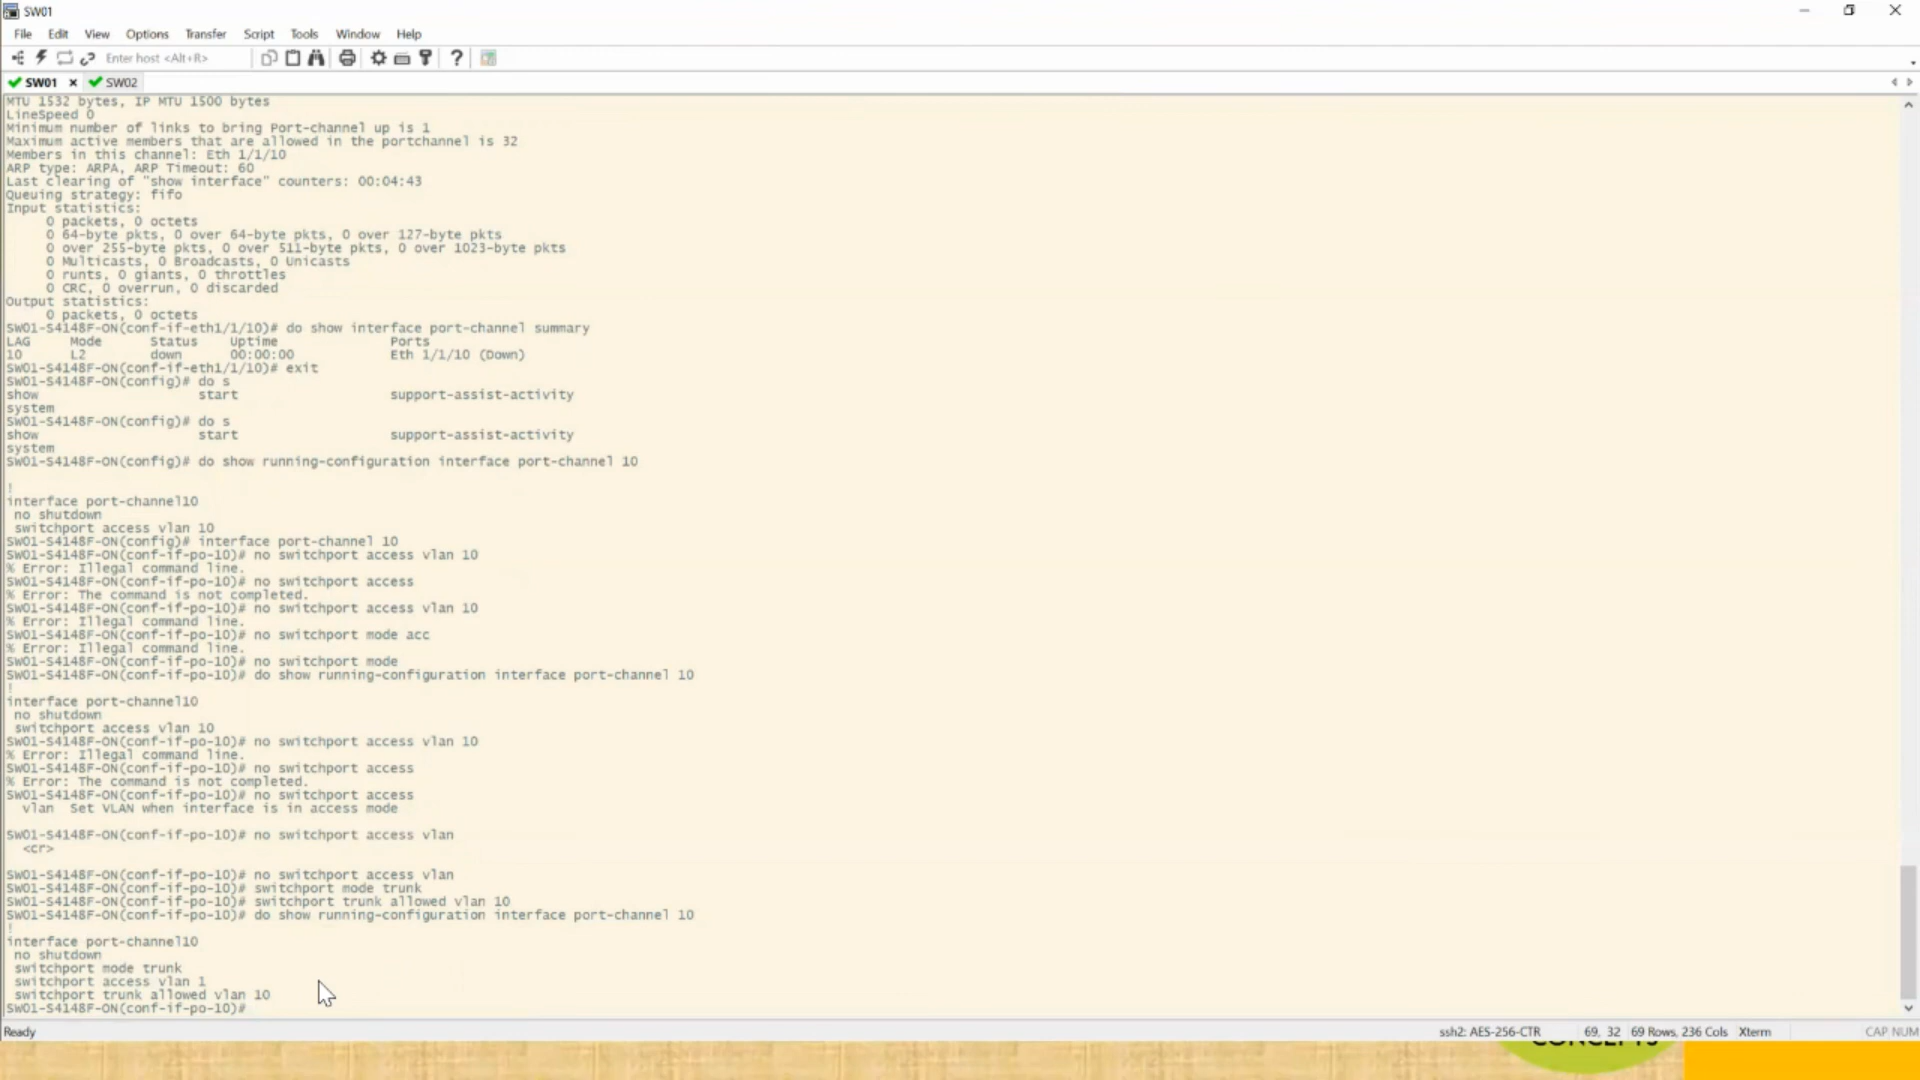 SW01
File Edit View Options Transfer Script Tools Window Help
Enter host <Alt+R>
SW01 SW02
MTU 1532 bytes, IP MTU 1500 bytes
LineSpeed 0
Minimum number of links to bring Port-channel up is 1
Maximum active members that are allowed in the portchannel is 32
Members in this channel: Eth 1/1/10
ARP type: ARPA, ARP Timeout: 60
Last clearing of "show interface" counters: 00:04:43
Queuing strategy: fifo
Input statistics:
0 packets, 0 octets
0 64-byte pkts, 0 over 64-byte pkts, 0 over 127-byte pkts
0 over 255-byte pkts, 0 over 511-byte pkts, 0 over 1023-byte pkts
0 Multicasts, 0 Broadcasts, 0 Unicasts
0 runts, 0 giants, 0 throttles
0 CRC, 0 overrun, 0 discarded
Output statistics:
0 packets, 0 octets
SW01-S4148F-ON(conf-if-eth1/1/10)# do show interface port-channel summary
LAG Mode Status Uptime Ports
10 L2 down 00:00:00 Eth 1/1/10 (Down)
SW01-S4148F-ON(conf-if-eth1/1/10)# exit
SW01-S4148F-ON(config)# do s
show start support-assist-activity
system
SW01-S4148F-ON(config)# do s
show start support-assist-activity
system
SW01-S4148F-ON(config)# do show running-configuration interface port-channel 10
!
interface port-channel10
no shutdown
switchport access vlan 10
SW01-S4148F-ON(config)# interface port-channel 10
SW01-S4148F-ON(conf-if-po-10)# no switchport access vlan 10
% Error: Illegal command line.
SW01-S4148F-ON(conf-if-po-10)# no switchport access
% Error: The command is not completed.
SW01-S4148F-ON(conf-if-po-10)# no switchport access vlan 10
% Error: Illegal command line.
SW01-S4148F-ON(conf-if-po-10)# no switchport mode acc
% Error: Illegal command line.
SW01-S4148F-ON(conf-if-po-10)# no switchport mode
SW01-S4148F-ON(conf-if-po-10)# do show running-configuration interface port-channel 10
!
interface port-channel10
no shutdown
switchport access vlan 10
SW01-S4148F-ON(conf-if-po-10)# no switchport access vlan 10
% Error: Illegal command line.
SW01-S4148F-ON(conf-if-po-10)# no switchport access
% Error: The command is not completed.
SW01-S4148F-ON(conf-if-po-10)# no switchport access
vlan Set VLAN when interface is in access mode
SW01-S4148F-ON(conf-if-po-10)# no switchport access vlan
<cr>
SW01-S4148F-ON(conf-if-po-10)# no switchport access vlan
SW01-S4148F-ON(conf-if-po-10)# switchport mode trunk
SW01-S4148F-ON(conf-if-po-10)# switchport trunk allowed vlan 10
SW01-S4148F-ON(conf-if-po-10)# do show running-configuration interface port-channel 10
!
interface port-channel10
no shutdown
switchport mode trunk
switchport access vlan 1
switchport trunk allowed vlan 10
SW01-S4148F-ON(conf-if-po-10)#
Ready ssh2: AES-256-CTR 69, 32 69 Rows, 236 Cols Xterm CAP NUM
CONCEPTS